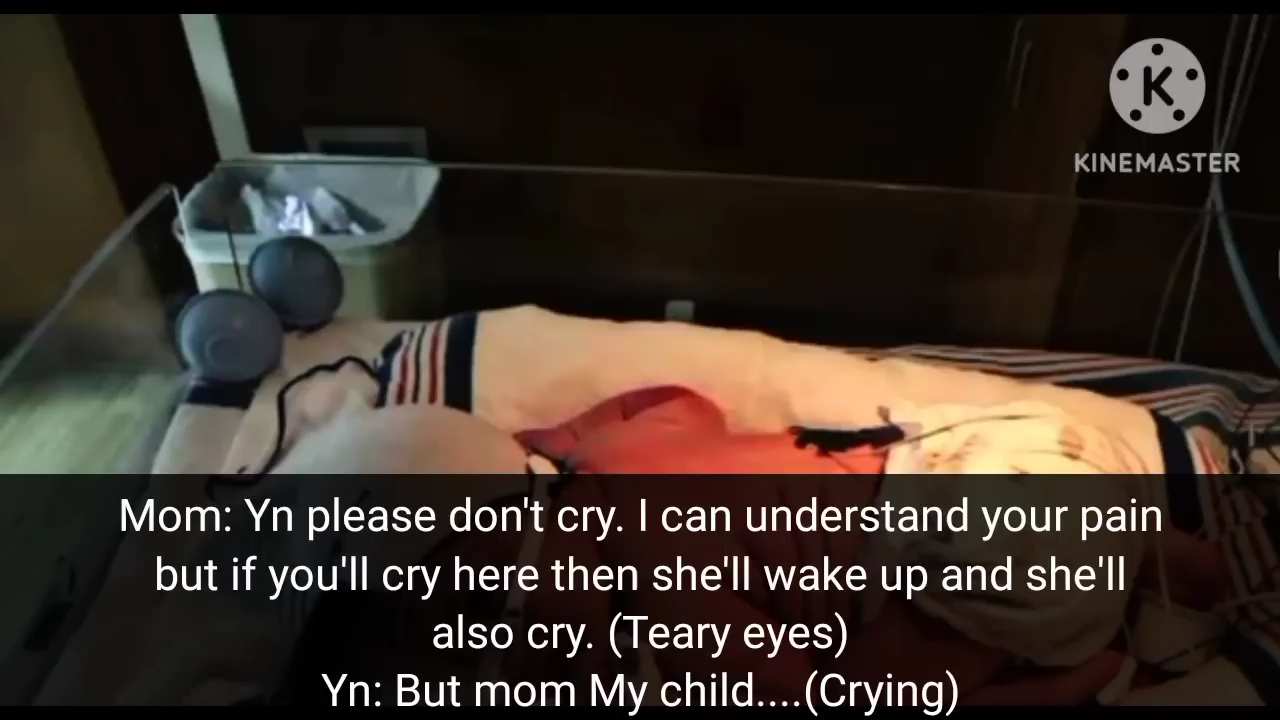 K
KINEMASTER
Mom: Yn please don't cry. I can understand your pain
but if you'll cry here then she'll wake up and she'll
also cry. (Teary eyes)
Yn: But mom My child....(Crying)